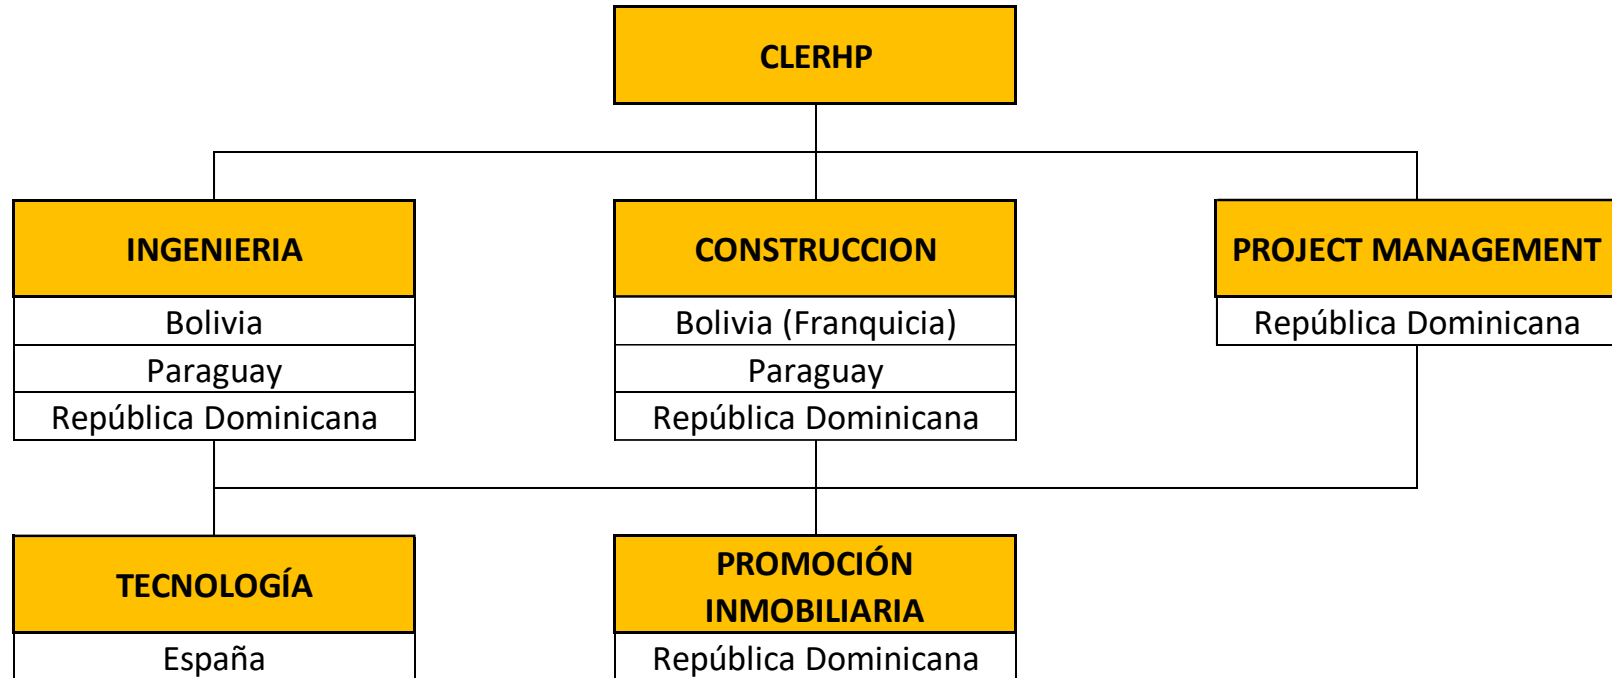 CLERHP
INGENIERIA
Bolivia
Paraguay
República Dominicana
CONSTRUCCION
Bolivia (Franquicia)
Paraguay
República Dominicana
PROJECT MANAGEMENT
República Dominicana
TECNOLOGÍA
España
PROMOCIÓN
INMOBILIARIA
República Dominicana